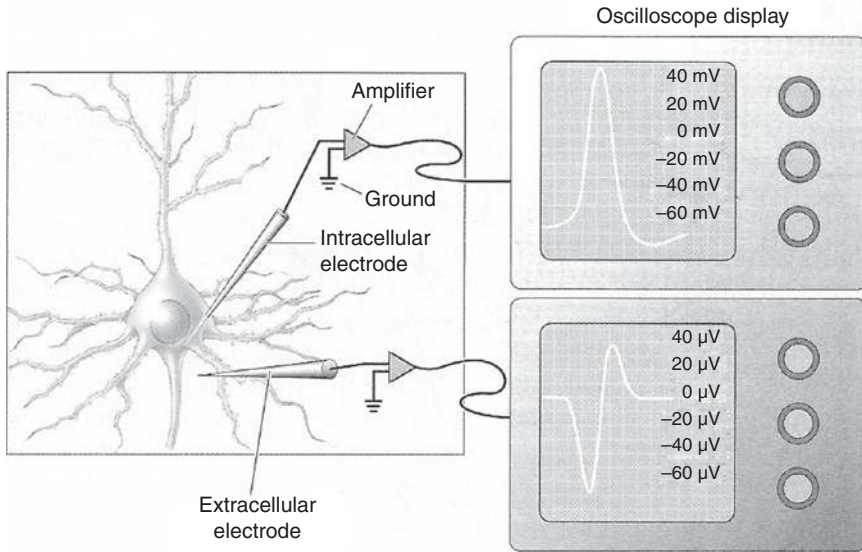 Oscilloscope display
Amplifier
Ground
Intracellular
electrode
40 mV
20 mV
0 mV
–20 mV
–40 mV
–60 mV
Extracellular
electrode
40 µV
20 µV
0 µV
–20 µV
–40 µV
–60 µV